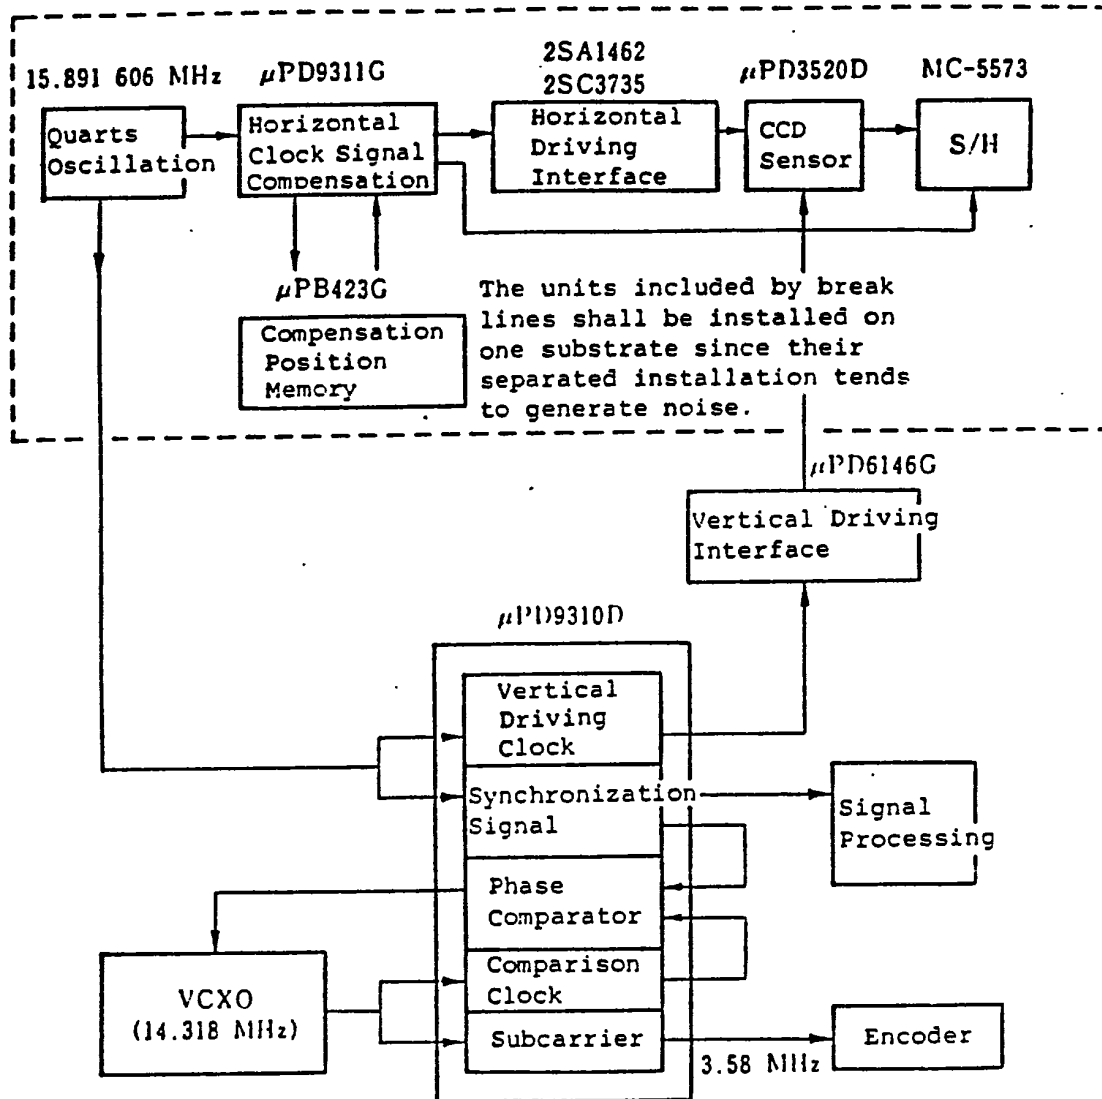 15.891 606 MHz
Quarts
Oscillation
μPD9311G
Horizontal
Clock Signal
Compensation
2SA1462
2SC3735
Horizontal
Driving
Interface
μPD3520D
CCD
Sensor
MC-5573
S/H
μPB423G
Compensation
Position
Memory
The units included by break
lines shall be installed on
one substrate since their
separated installation tends
to generate noise.
μPD6146G
Vertical Driving
Interface
μPD9310D
Vertical
Driving
Clock
Synchronization
Signal
Signal
Processing
Phase
Comparator
Comparison
Clock
VCXO
(14.318 MHz)
Subcarrier
3.58 MHz
Encoder